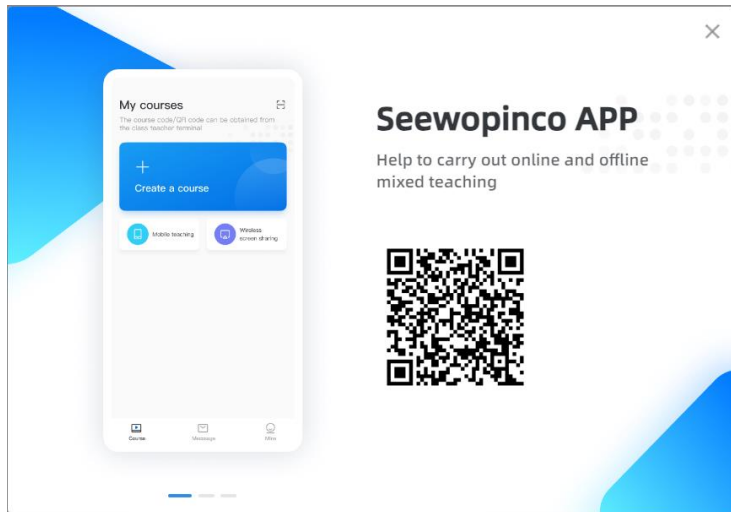 My courses
The course code/QR code can be obtained from
the class teacher terminal
Create a course
Mobile teaching
Wireless
screen sharing
Course
Message
Mine
Seewopinco APP
Help to carry out online and offline
mixed teaching